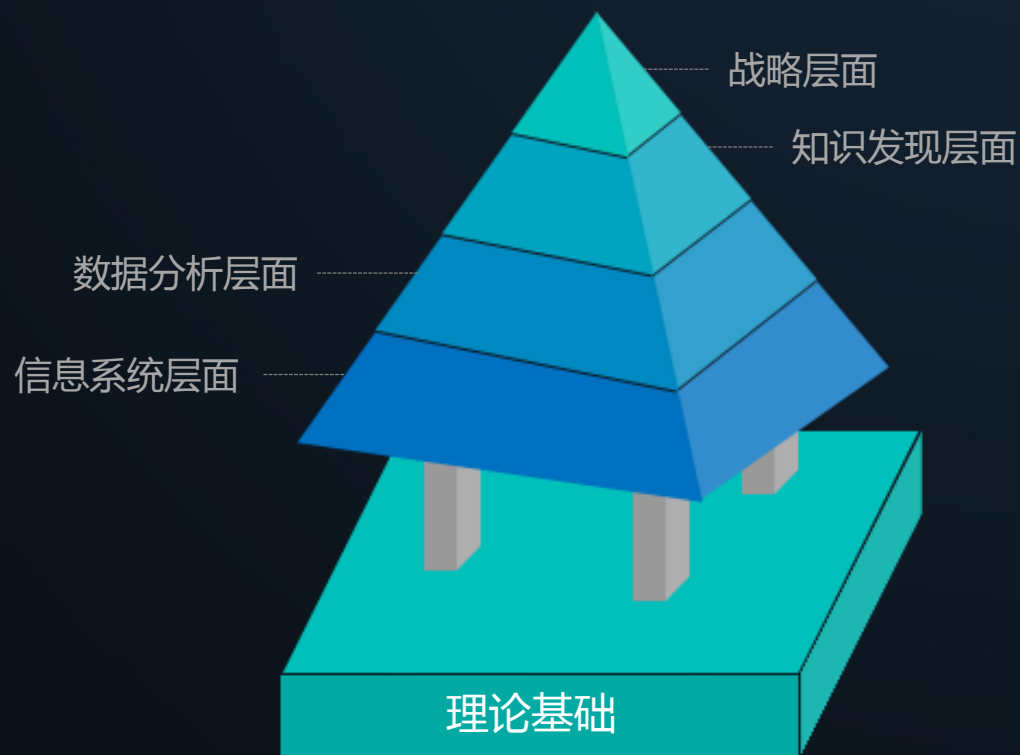 战略层面
知识发现层面
数据分析层面
信息系统层面
理论基础